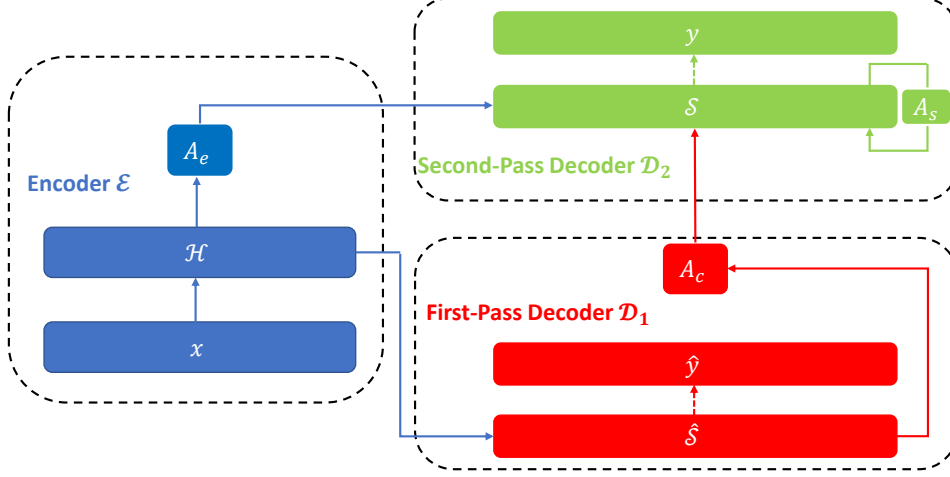 y
𝒮
A_s
A_e
Second-Pass Decoder 𝒟₂
Encoder ℰ
ℋ
A_c
First-Pass Decoder 𝒟₁
x
ŷ
𝒮̂